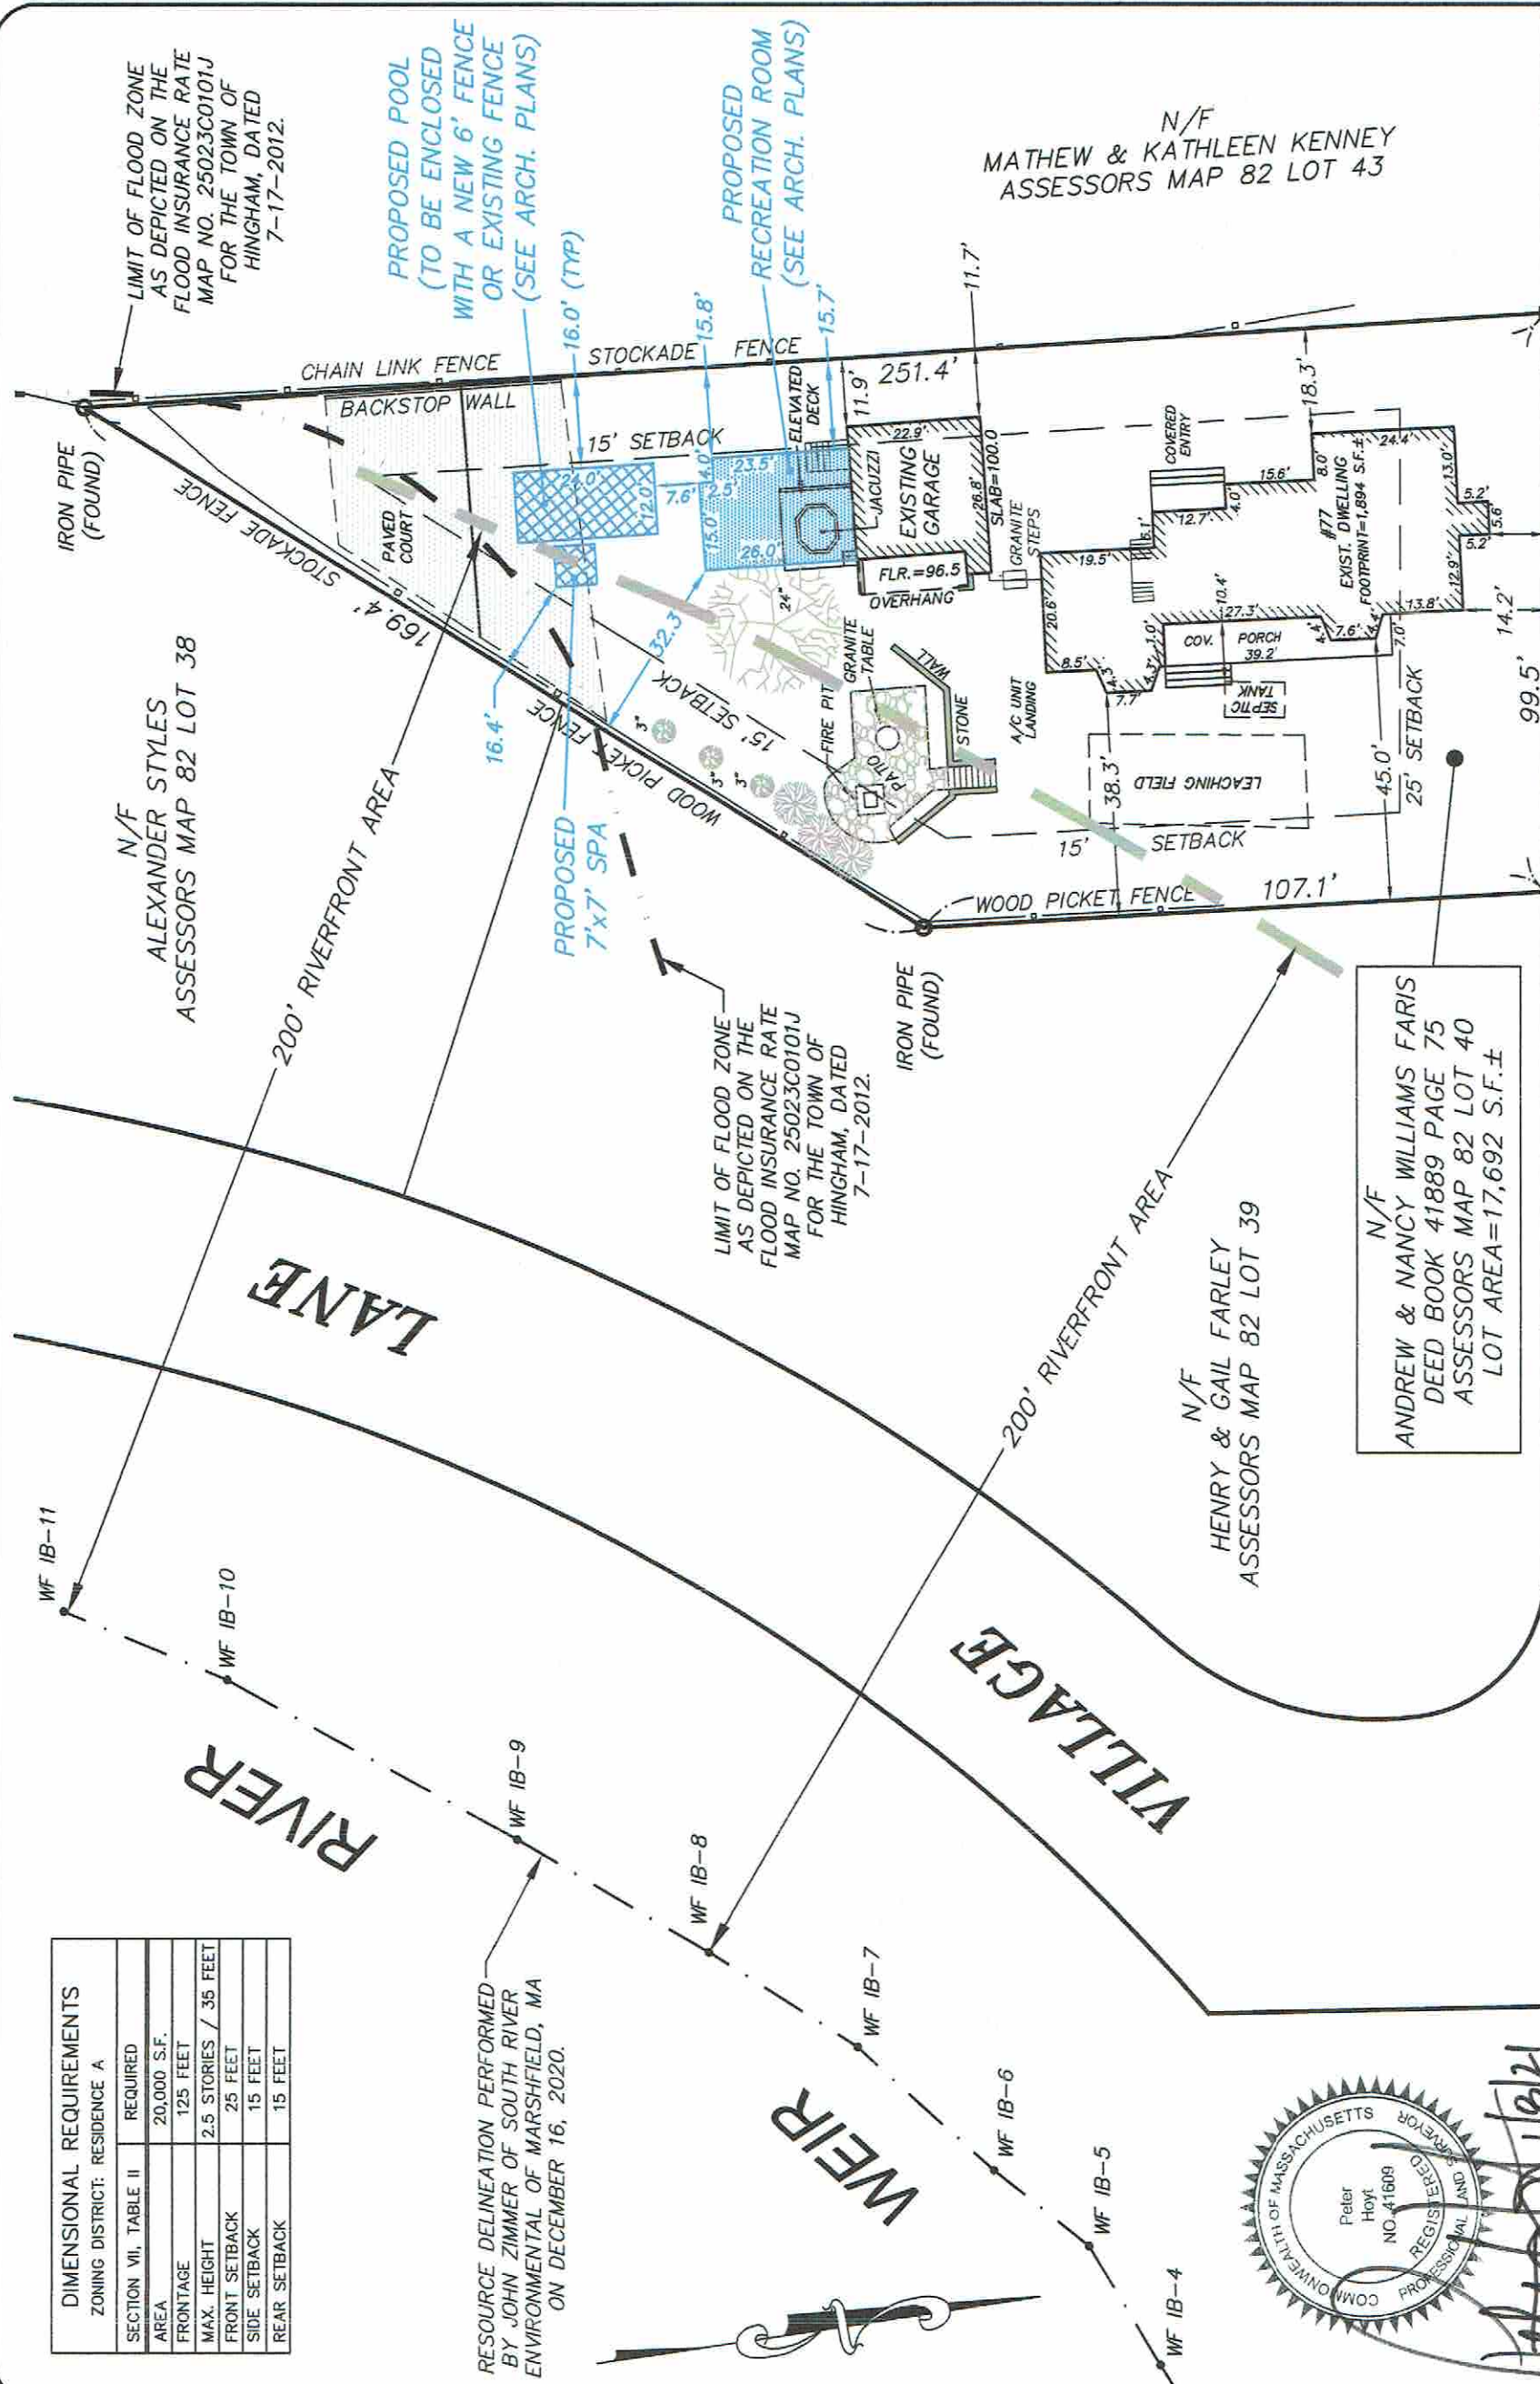 DIMENSIONAL REQUIREMENTS
ZONING DISTRICT: RESIDENCE A
SECTION VII, TABLE II REQUIRED
AREA 20,000 S.F.
FRONTAGE 125 FEET
MAX. HEIGHT 2.5 STORIES / 35 FEET
FRONT SETBACK 25 FEET
SIDE SETBACK 15 FEET
REAR SETBACK 15 FEET
RESOURCE DELINEATION PERFORMED
BY JOHN ZIMMER OF SOUTH RIVER
ENVIRONMENTAL OF MARSHFIELD, MA
ON DECEMBER 16, 2020.
WEIR
RIVER
WF IB-4
WF IB-5
WF IB-6
WF IB-7
WF IB-8
WF IB-9
WF IB-10
WF IB-11
VILLAGE
LANE
200' RIVERFRONT AREA
200' RIVERFRONT AREA
N/F
ALEXANDER STYLES
ASSESSORS MAP 82 LOT 38
N/F
HENRY & GAIL FARLEY
ASSESSORS MAP 82 LOT 39
N/F
ANDREW & NANCY WILLIAMS FARIS
DEED BOOK 41889 PAGE 75
ASSESSORS MAP 82 LOT 40
LOT AREA=17,692 S.F.±
N/F
MATHEW & KATHLEEN KENNEY
ASSESSORS MAP 82 LOT 43
LIMIT OF FLOOD ZONE
AS DEPICTED ON THE
FLOOD INSURANCE RATE
MAP NO. 25023C0101J
FOR THE TOWN OF
HINGHAM, DATED
7-17-2012.
LIMIT OF FLOOD ZONE
AS DEPICTED ON THE
FLOOD INSURANCE RATE
MAP NO. 25023C0101J
FOR THE TOWN OF
HINGHAM, DATED
7-17-2012.
IRON PIPE
(FOUND)
IRON PIPE
(FOUND)
STOCKADE FENCE
169.4'
WOOD PICKET FENCE
WOOD PICKET FENCE
107.1'
CHAIN LINK FENCE
STOCKADE FENCE
251.4'
BACKSTOP WALL
PAVED
COURT
15' SETBACK
15' SETBACK
15' SETBACK
25' SETBACK
PROPOSED POOL
(TO BE ENCLOSED
WITH A NEW 6' FENCE
OR EXISTING FENCE
(SEE ARCH. PLANS)
PROPOSED
RECREATION ROOM
(SEE ARCH. PLANS)
PROPOSED
7'x7' SPA
16.0' (TYP)
15.8'
15.7'
16.4'
32.3'
24.0'
12.0'
7.6'
4.0'
2.5'
23.5'
15.0'
26.0'
ELEVATED
DECK
JACUZZI
11.9'
11.7'
22.9'
26.8'
EXISTING
GARAGE
SLAB=100.0
FLR.=96.5
OVERHANG
GRANITE
STEPS
24"
3"
3"
3"
FIRE PIT
GRANITE
TABLE
PATIO
STONE
WALL
A/C UNIT
LANDING
COVERED
ENTRY
18.3'
24.4'
8.0'
15.6'
4.0'
12.7'
6.1'
19.5'
20.6'
8.5'
4.3'
7.7'
4.3'
1.0'
10.4'
27.3'
COV. PORCH
39.2'
4.4'
7.6'
4.4'
7.0'
13.8'
12.9'
5.2'
5.6'
5.2'
13.0'
#77
EXIST. DWELLING
FOOTPRINT=1,894 S.F.±
SEPTIC
TANK
LEACHING FIELD
38.3'
45.0'
14.2'
99.5'
COMMONWEALTH OF MASSACHUSETTS
Peter
Hoyt
NO. 41609
REGISTERED
PROFESSIONAL LAND SURVEYOR